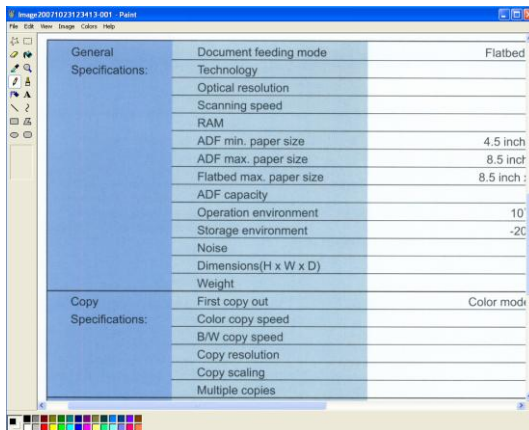 Image20071023123413-001 - Paint
File Edit View Image Colors Help
General Document feeding mode Flatbed
Specifications: Technology
Optical resolution
Scanning speed
RAM
ADF min. paper size 4.5 inch
ADF max. paper size 8.5 inch
Flatbed max. paper size 8.5 inch
ADF capacity
Operation environment 10
Storage environment -20
Noise
Dimensions(H x W x D)
Weight
Copy First copy out Color mode
Specifications: Color copy speed
B/W copy speed
Copy resolution
Copy scaling
Multiple copies